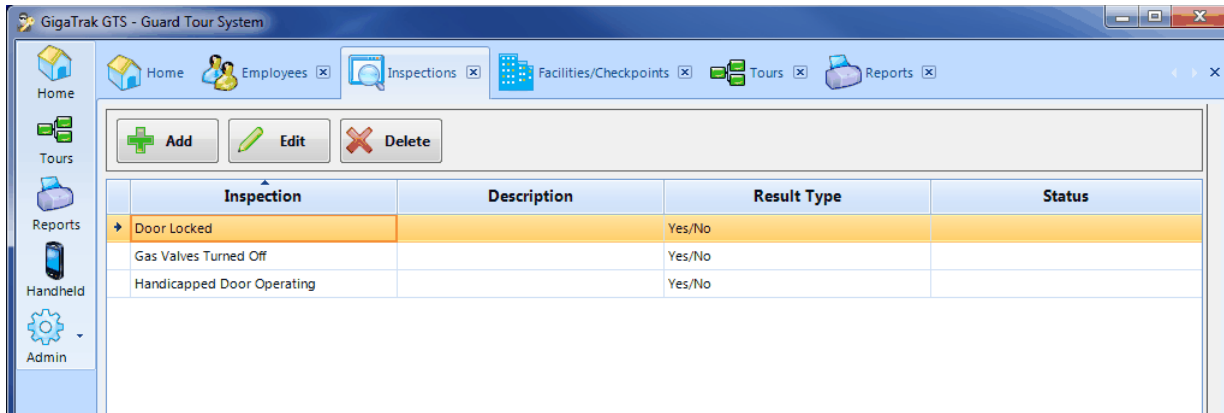 GigaTrak GTS - Guard Tour System
Home
Tours
Reports
Handheld
Admin
Home Employees Inspections Facilities/Checkpoints Tours Reports
Add Edit Delete
Inspection Description Result Type Status
Door Locked Yes/No
Gas Valves Turned Off Yes/No
Handicapped Door Operating Yes/No